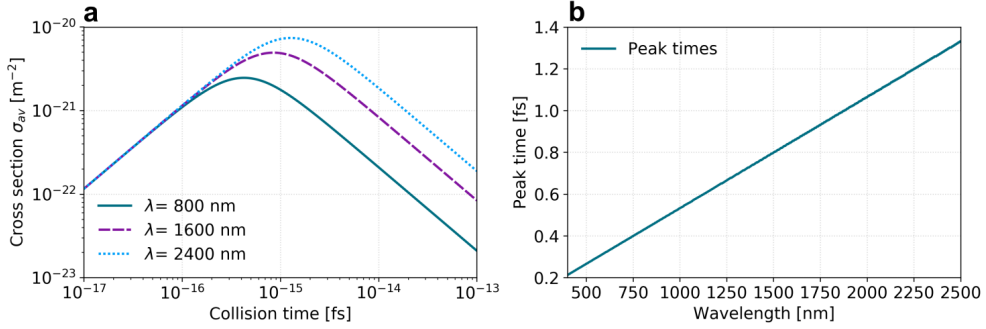 a
Cross section σ_av [m⁻²]
10⁻²⁰
10⁻²¹
10⁻²²
10⁻²³
λ= 800 nm
λ= 1600 nm
λ= 2400 nm
10⁻¹⁷ 10⁻¹⁶ 10⁻¹⁵ 10⁻¹⁴ 10⁻¹³
Collision time [fs]
b
Peak time [fs]
1.4
1.2
1.0
0.8
0.6
0.4
0.2
Peak times
500 750 1000 1250 1500 1750 2000 2250 2500
Wavelength [nm]